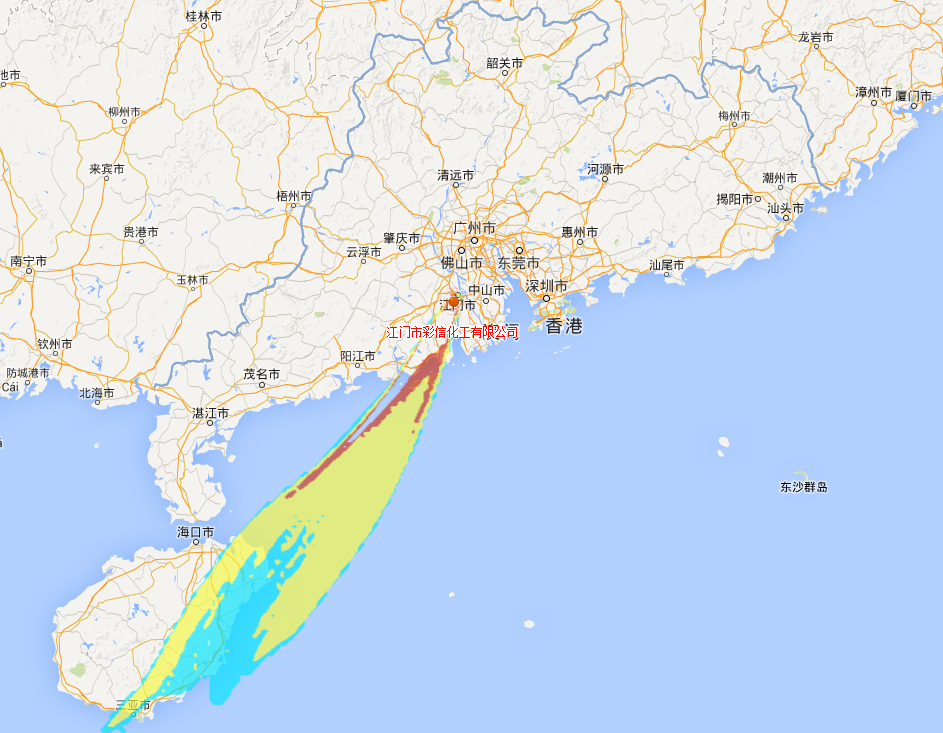 桂林市
龙岩市
韶关市
池市
漳州市
厦门市
柳州市
梅州市
来宾市
清远市
河源市
潮州市
梧州市
揭阳市
汕头市
贵港市
肇庆市
广州市
惠州市
云浮市
南宁市
佛山市
东莞市
汕尾市
玉林市
中山市
深圳市
江门市
香港
江门市彩信化工有限公司
钦州市
阳江市
防城港市
茂名市
Cái
北海市
湛江市
东沙群岛
海口市
三亚市